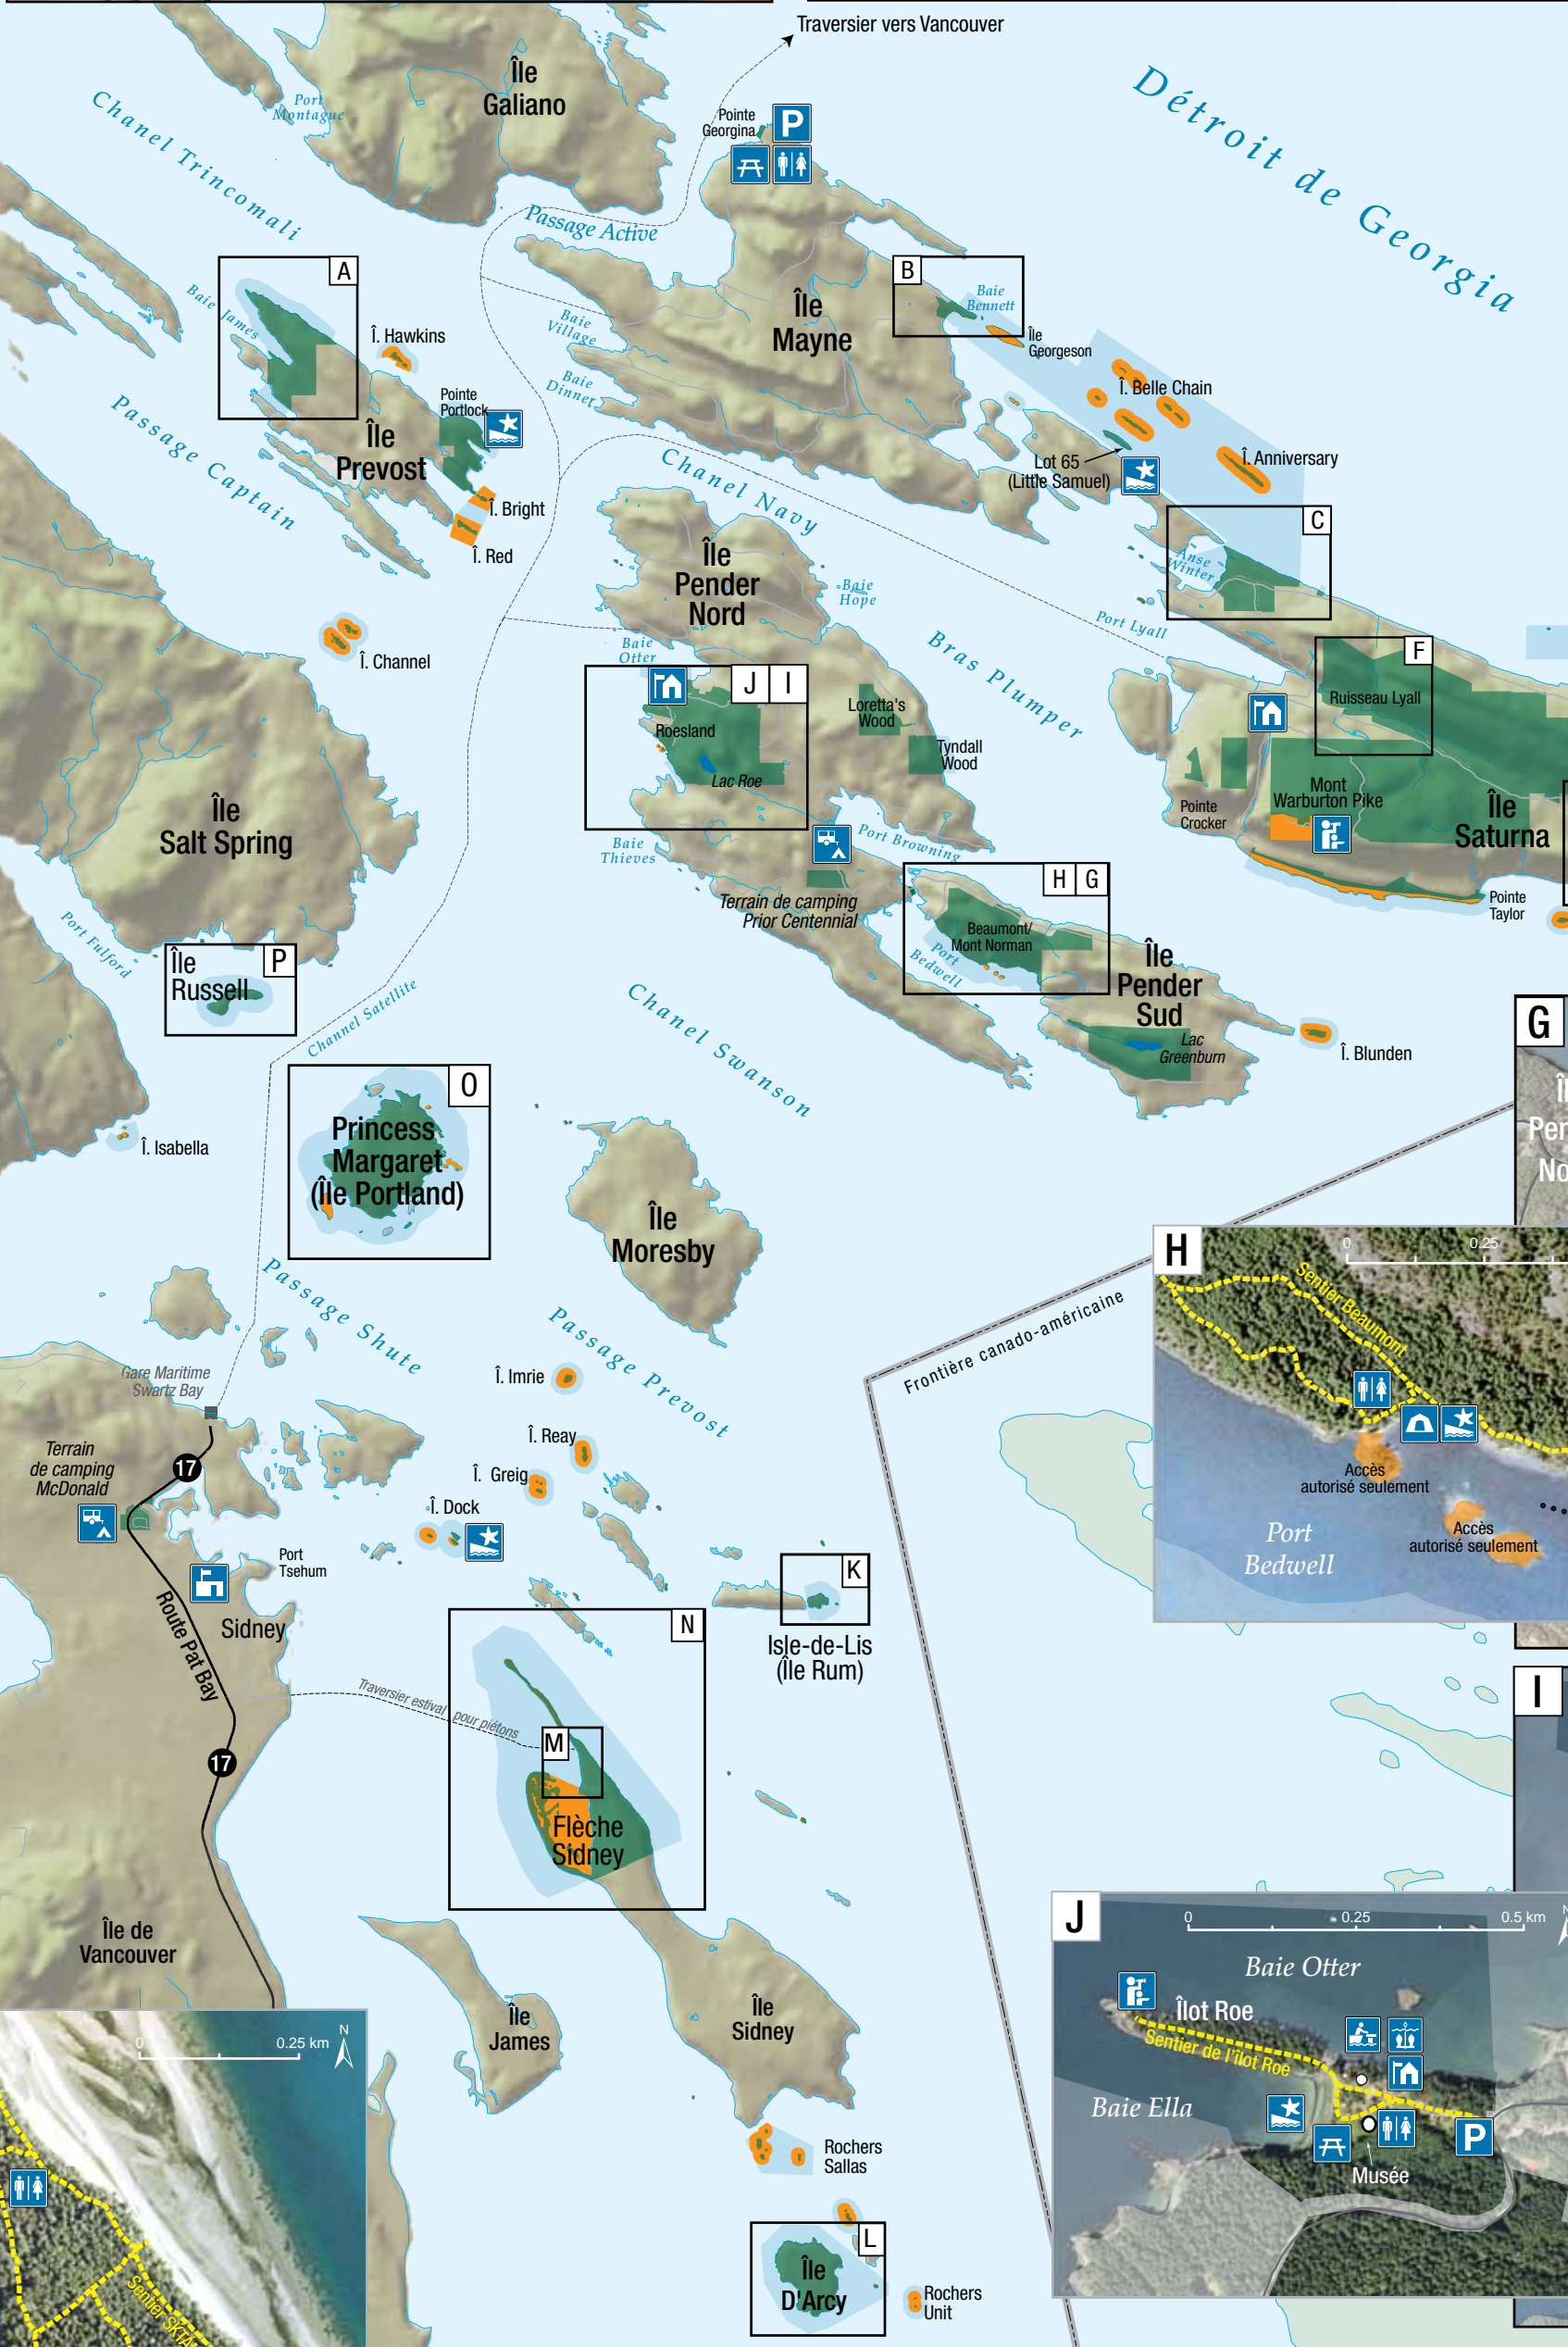 Traversier vers Vancouver
Île
Galiano
Port
Montague
Chanel Trincomali
Pointe
Georgina
P
Détroit de Georgia
Passage Active
A
B
Baie
Bennett
Baie James
Î. Hawkins
Baie
Village
Île
Mayne
Île
Georgeson
Baie
Dinner
Î. Belle Chain
Pointe
Portlock
Passage Captain
Île
Prevost
Chanel Navy
Lot 65
(Little Samuel)
Î. Anniversary
Î. Bright
Î. Red
C
Anse
Winter
Île
Pender
Nord
Baie
Hope
Port Lyall
Î. Channel
Baie
Otter
Bras Plumper
F
Ruisseau Lyall
J
I
Roesland
Lac Roe
Loretta's
Wood
Tyndall
Wood
Mont
Warburton Pike
Pointe
Crocker
Île
Saturna
Île
Salt Spring
Baie
Thieves
Port Browning
Terrain de camping
Prior Centennial
H
G
Beaumont/
Mont Norman
Port
Bedwell
Pointe
Taylor
Port Fulford
Île
Russell
P
Channel Satellite
Chanel Swanson
Île
Pender
Sud
Lac
Greenburn
Î. Blunden
G
Î. Isabella
O
Princess
Margaret
(Île Portland)
Île
Moresby
H
0
0.25
Sentier Beaumont
Accès
autorisé seulement
Accès
autorisé seulement
Port
Bedwell
Passage Shute
Passage Prevost
Frontière canado-américaine
Gare Maritime
Swartz Bay
Î. Imrie
Î. Reay
Î. Greig
Î. Dock
Terrain
de camping
McDonald
17
Port
Tsehum
Sidney
Route Pat Bay
K
Isle-de-Lis
(Île Rum)
N
Traversier estival pour piétons
M
17
Flèche
Sidney
I
Île de
Vancouver
Île
James
Île
Sidney
J
0
0.25
0.5 km
N
Baie Otter
Îlot Roe
Sentier de l'îlot Roe
Baie Ella
P
Musée
0
0.25 km
N
Rochers
Sallas
L
Île
D'Arcy
Rochers
Unit